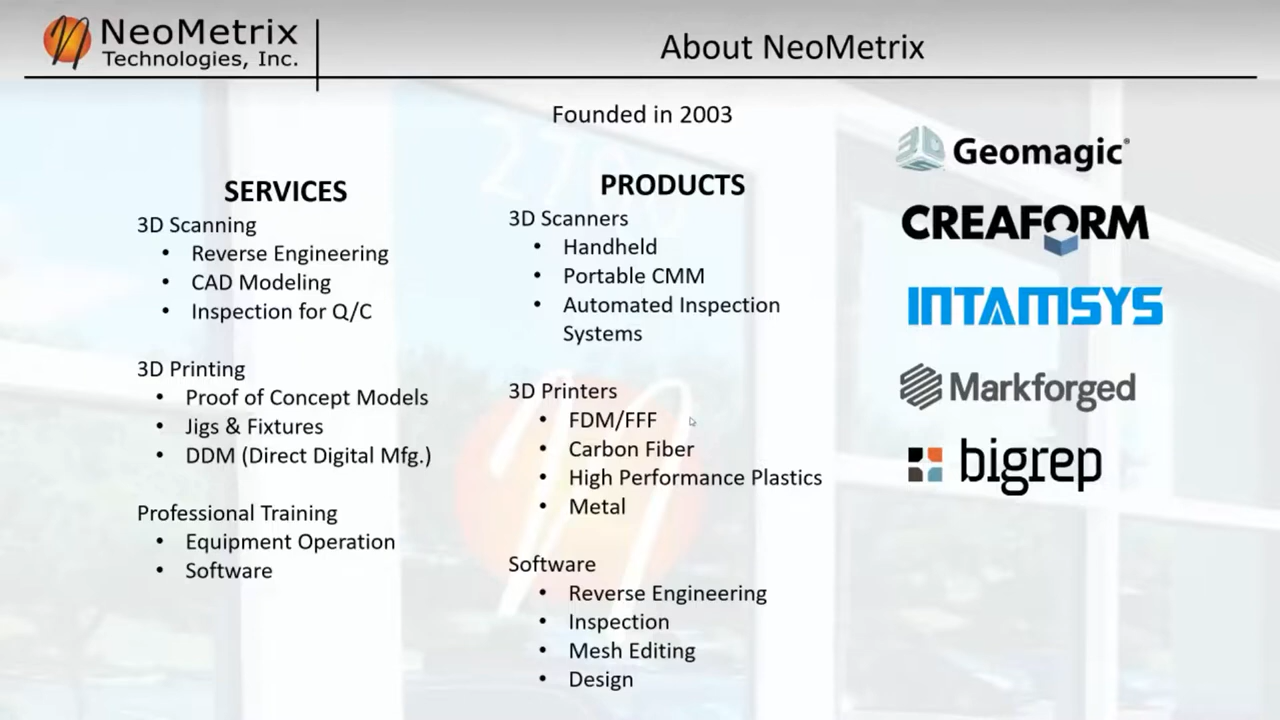 NeoMetrix
Technologies, Inc.
About NeoMetrix
Founded in 2003
SERVICES
3D Scanning
• Reverse Engineering
• CAD Modeling
• Inspection for Q/C
3D Printing
• Proof of Concept Models
• Jigs & Fixtures
• DDM (Direct Digital Mfg.)
Professional Training
• Equipment Operation
• Software
PRODUCTS
3D Scanners
• Handheld
• Portable CMM
• Automated Inspection
Systems
3D Printers
• FDM/FFF
• Carbon Fiber
• High Performance Plastics
• Metal
Software
• Reverse Engineering
• Inspection
• Mesh Editing
• Design
3D Geomagic®
CREAFORM
INTAMSYS
Markforged
bigrep